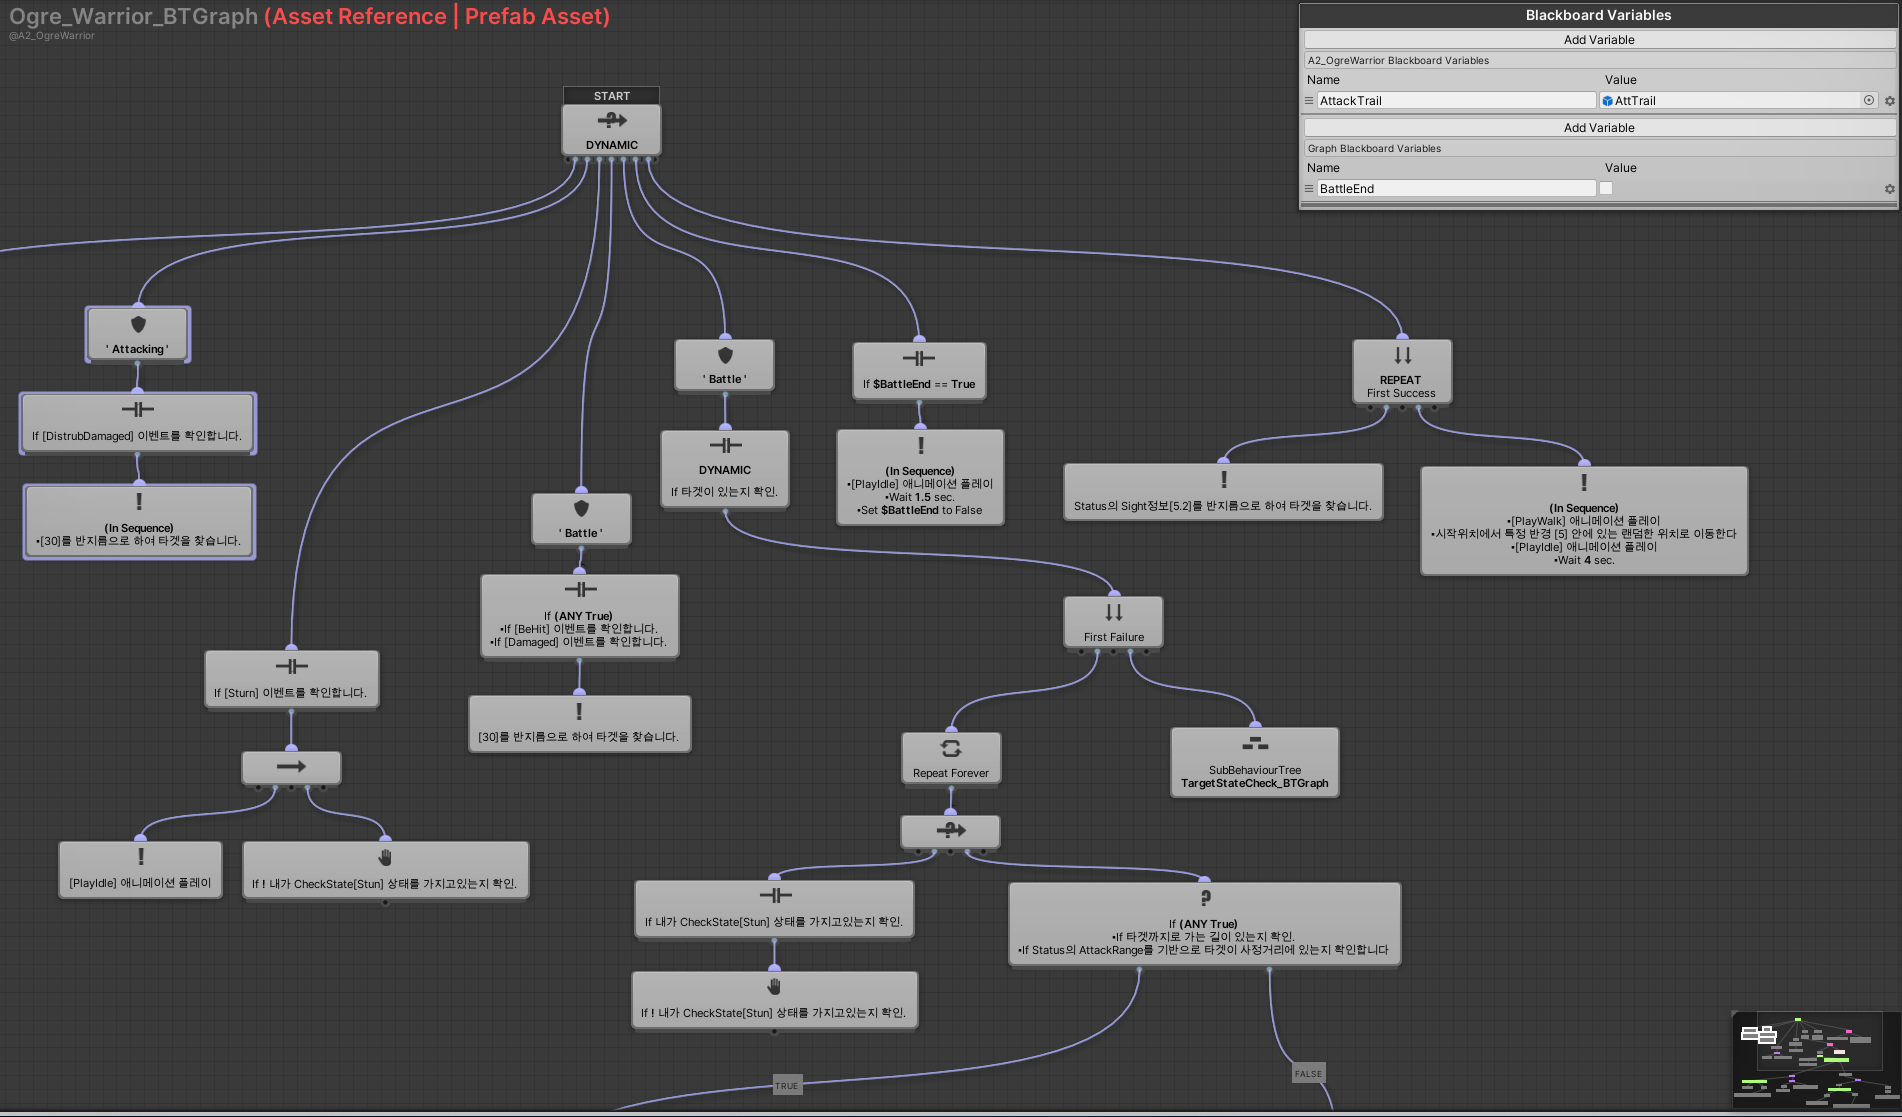 Ogre_Warrior_BTGraph (Asset Reference | Prefab Asset)
@A2_OgreWarrior
Blackboard Variables
Add Variable
A2_OgreWarrior Blackboard Variables
Name Value
AttackTrail AttTrail
Add Variable
Graph Blackboard Variables
Name Value
BattleEnd
START
DYNAMIC
' Attacking '
If [DistrubDamaged] 이벤트를 확인합니다.
(In Sequence)
•[30]를 반지름으로 하여 타겟을 찾습니다.
If [Sturn] 이벤트를 확인합니다.
[PlayIdle] 애니메이션 플레이
If ! 내가 CheckState[Stun] 상태를 가지고있는지 확인.
' Battle '
If (ANY True)
•If [BeHit] 이벤트를 확인합니다.
•If [Damaged] 이벤트를 확인합니다.
[30]를 반지름으로 하여 타겟을 찾습니다.
' Battle '
DYNAMIC
If 타겟이 있는지 확인.
If $BattleEnd == True
(In Sequence)
•[PlayIdle] 애니메이션 플레이
•Wait 1.5 sec.
•Set $BattleEnd to False
REPEAT
First Success
Status의 Sight정보[5.2]를 반지름으로 하여 타겟을 찾습니다.
(In Sequence)
•[PlayWalk] 애니메이션 플레이
•시작위치에서 특정 반경 [5] 안에 있는 랜덤한 위치로 이동한다
•[PlayIdle] 애니메이션 플레이
•Wait 4 sec.
First Failure
Repeat Forever
SubBehaviourTree
TargetStateCheck_BTGraph
If 내가 CheckState[Stun] 상태를 가지고있는지 확인.
If ! 내가 CheckState[Stun] 상태를 가지고있는지 확인.
If (ANY True)
•If 타겟까지로 가는 길이 있는지 확인.
•If Status의 AttackRange를 기반으로 타겟이 사정거리에 있는지 확인합니다
TRUE
FALSE